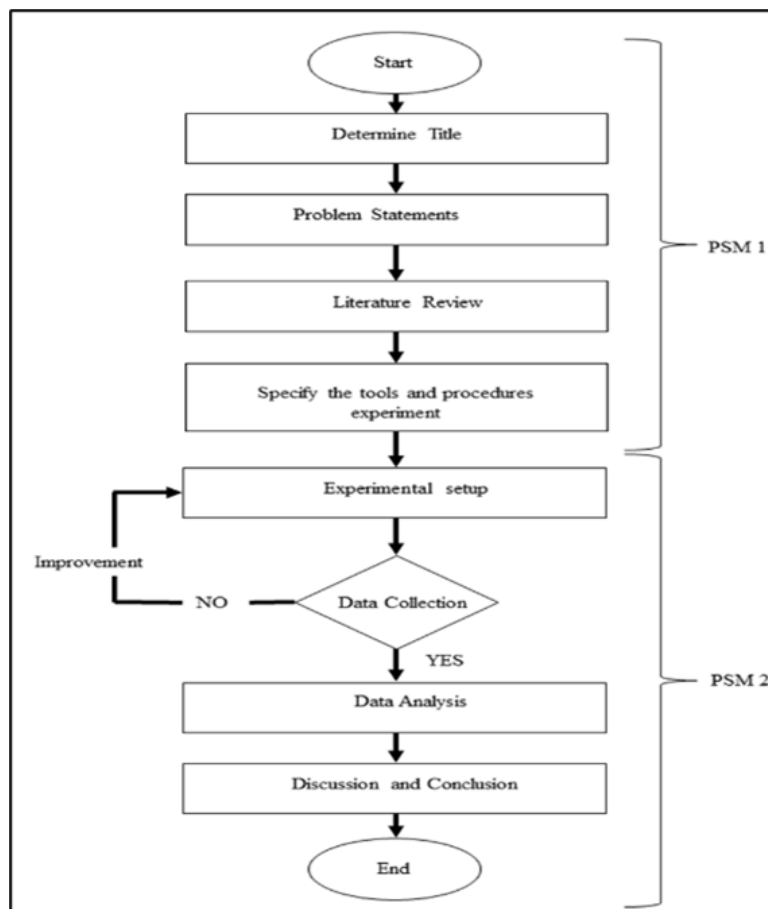 Start
Determine Title
Problem Statements
PSM 1
Literature Review
Specify the tools and procedures
experiment
Experimental setup
Improvement
NO
Data Collection
YES
PSM 2
Data Analysis
Discussion and Conclusion
End